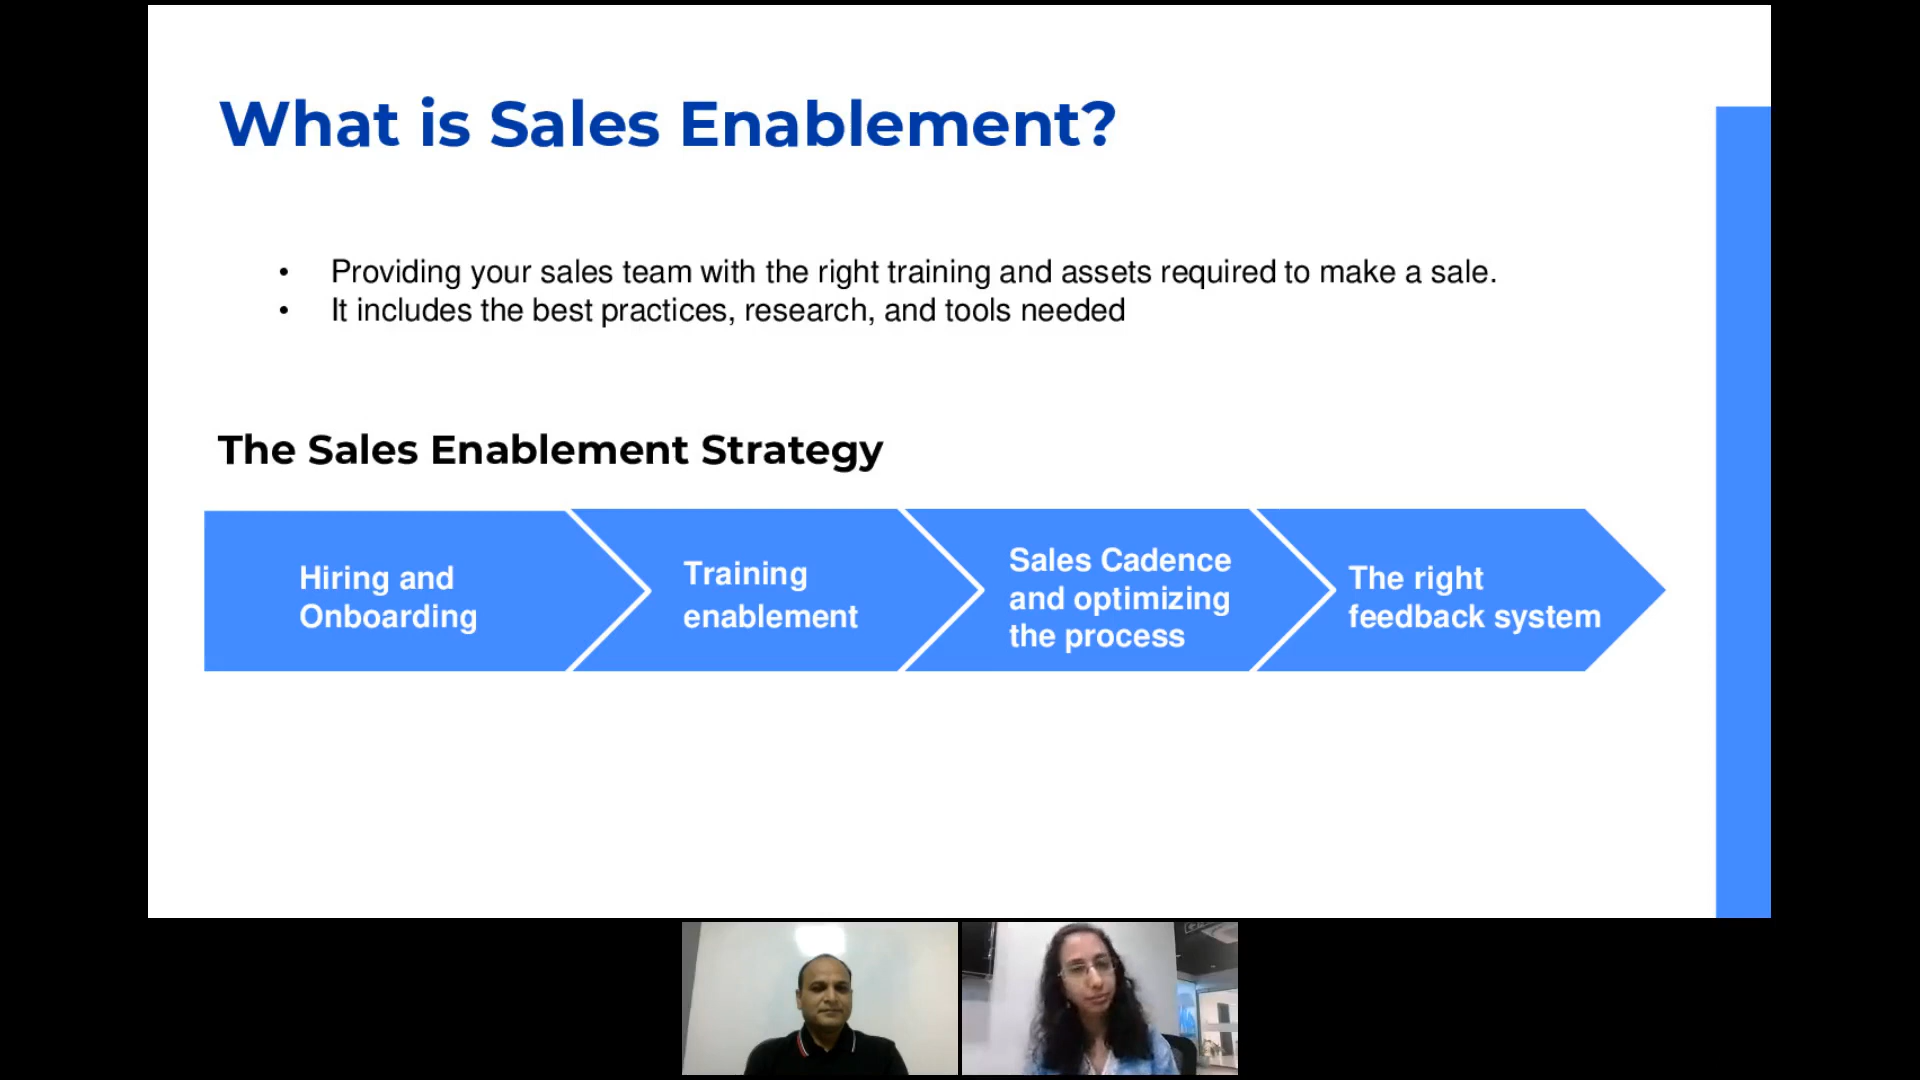 What is Sales Enablement?
• Providing your sales team with the right training and assets required to make a sale.
• It includes the best practices, research, and tools needed
The Sales Enablement Strategy
Hiring and
Onboarding
Training
enablement
Sales Cadence
and optimizing
the process
The right
feedback system